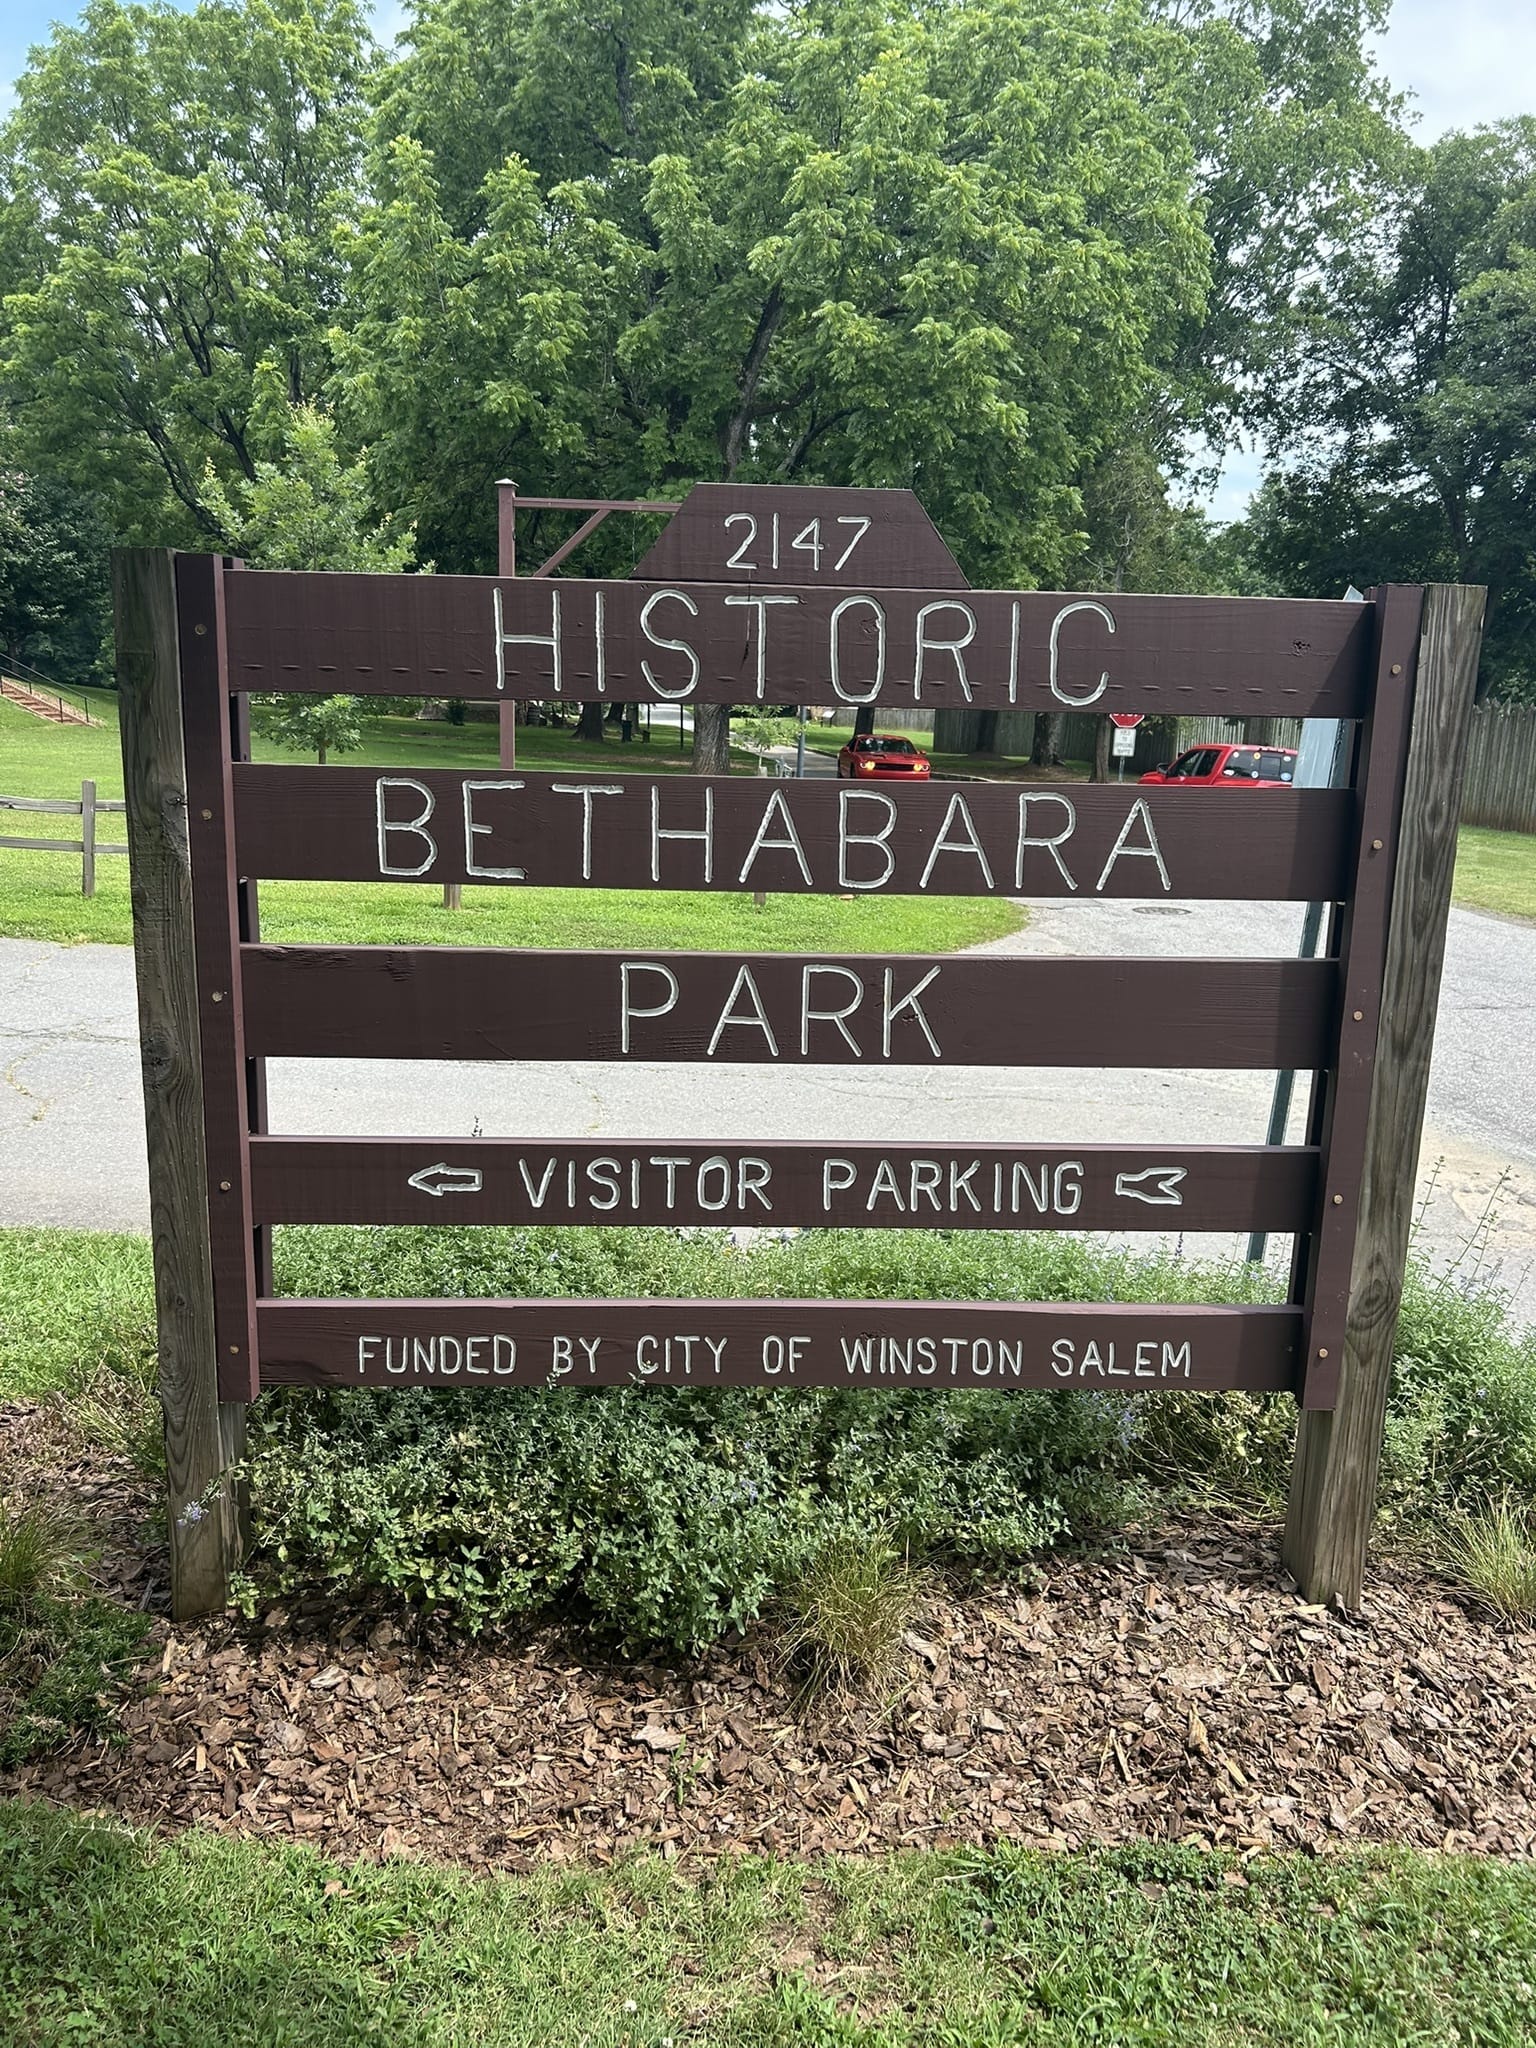 2147
HISTORIC
BETHABARA
PARK
VISITOR PARKING
FUNDED BY CITY OF WINSTON SALEM